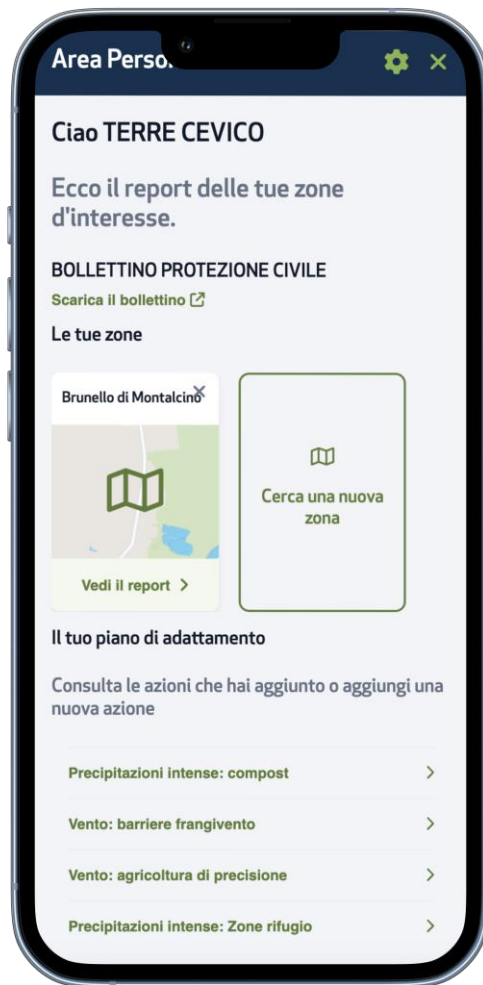 Area Perso
Ciao TERRE CEVICO
Ecco il report delle tue zone
d'interesse.
BOLLETTINO PROTEZIONE CIVILE
Scarica il bollettino
Le tue zone
Brunello di Montalcino
Cerca una nuova
zona
Vedi il report
Il tuo piano di adattamento
Consulta le azioni che hai aggiunto o aggiungi una
nuova azione
Precipitazioni intense: compost
Vento: barriere frangivento
Vento: agricoltura di precisione
Precipitazioni intense: Zone rifugio